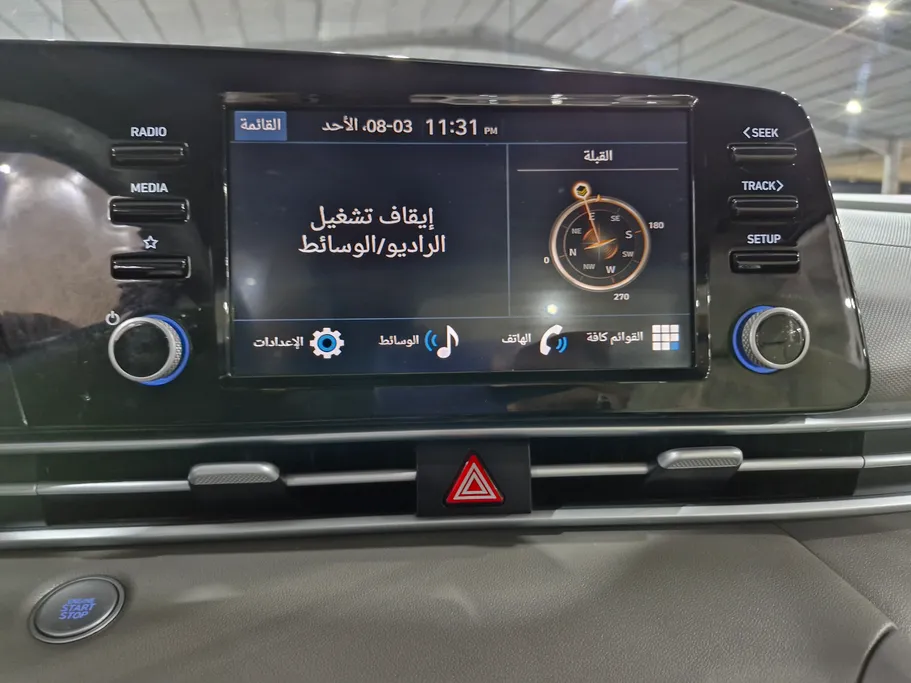 RADIO
MEDIA
القائمة
08-03، الأحد
11:31 PM
إيقاف تشغيل
الراديو/الوسائط
القبلة
E
SE
S
SW
W
NW
N
NE
0
180
270
القوائم كافة
الهاتف
الوسائط
الإعدادات
<SEEK
TRACK>
SETUP
ENGINE
START
STOP